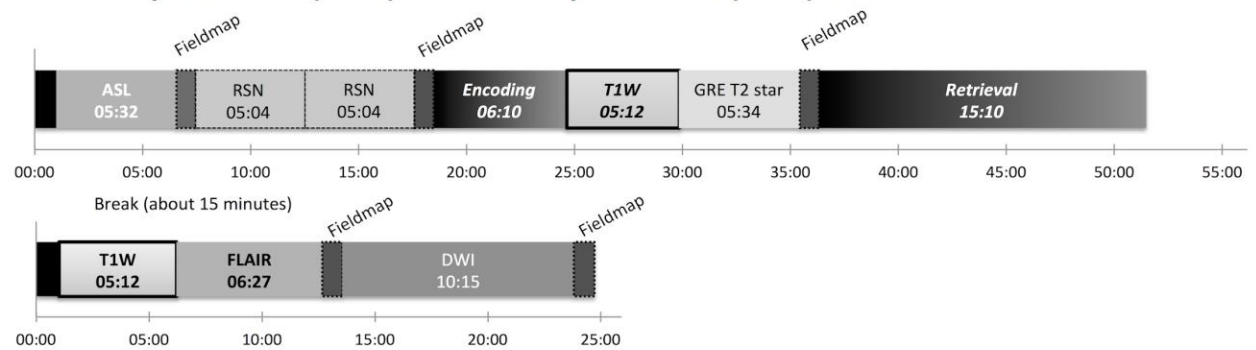 Fieldmap
Fieldmap
Fieldmap
ASL
05:32
RSN
05:04
RSN
05:04
Encoding
06:10
T1W
05:12
GRE T2 star
05:34
Retrieval
15:10
00:00 05:00 10:00 15:00 20:00 25:00 30:00 35:00 40:00 45:00 50:00 55:00
Break (about 15 minutes)
Fieldmap
Fieldmap
T1W
05:12
FLAIR
06:27
DWI
10:15
00:00 05:00 10:00 15:00 20:00 25:00